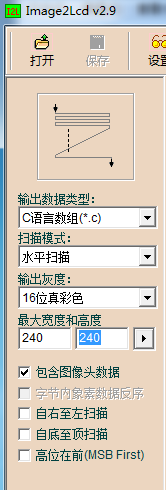 I2L Image2Lcd v2.9
打开 保存
输出数据类型:
C语言数组(*.c)
扫描模式:
水平扫描
输出灰度:
16位真彩色
最大宽度和高度
240 240
包含图像头数据
字节内象素数据反序
自右至左扫描
自底至顶扫描
高位在前(MSB First)